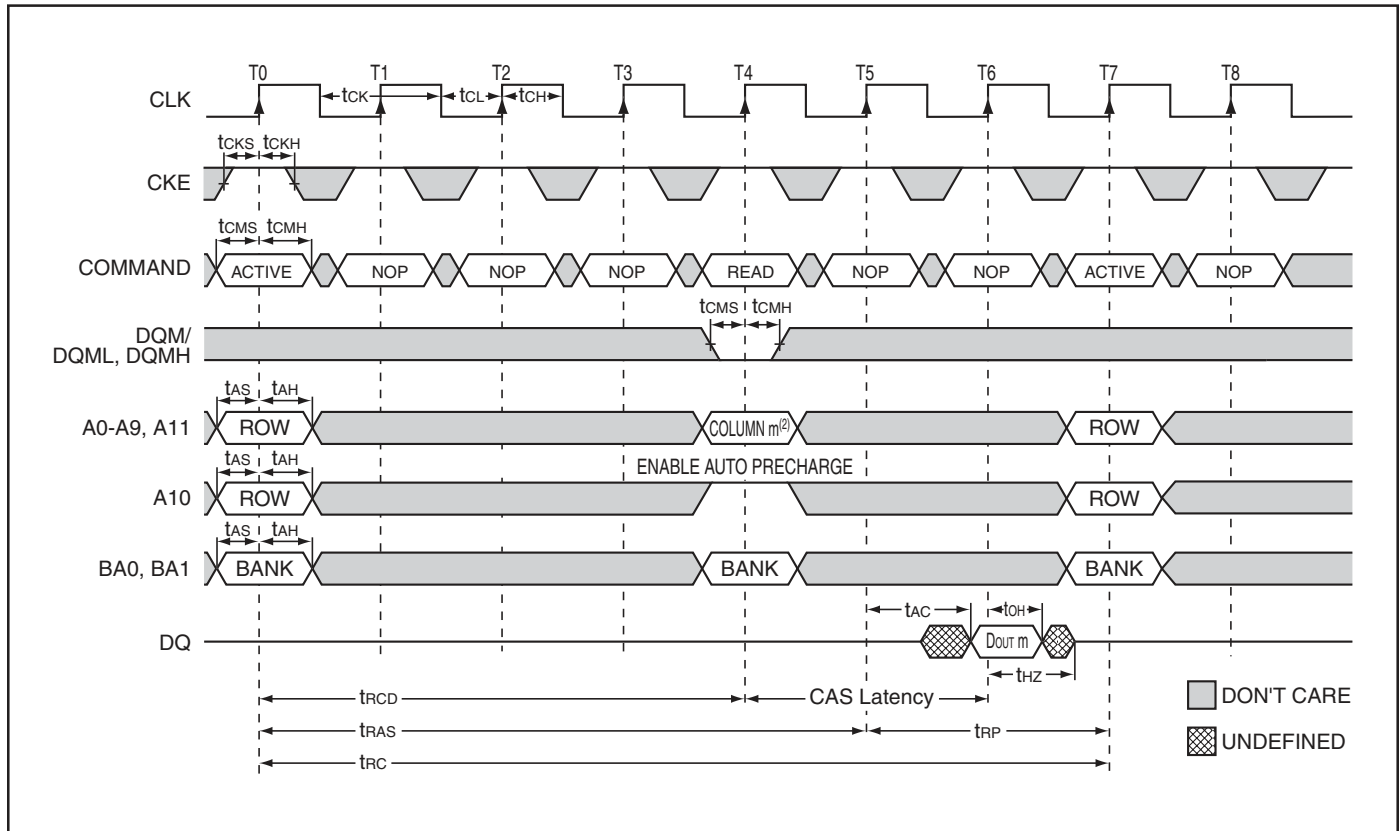 T0 T1 T2 T3 T4 T5 T6 T7 T8
CLK
tCK tCL tCH
tCKS tCKH
CKE
tCMS tCMH
COMMAND ACTIVE NOP NOP NOP READ NOP NOP ACTIVE NOP
tCMS tCMH
DQM/
DQML, DQMH
tAS tAH
A0-A9, A11 ROW COLUMN m(2) ROW
tAS tAH ENABLE AUTO PRECHARGE
A10 ROW ROW
tAS tAH
BA0, BA1 BANK BANK BANK
tAC tOH
DQ DOUT m
tHZ
tRCD CAS Latency
DON'T CARE
tRAS tRP
UNDEFINED
tRC